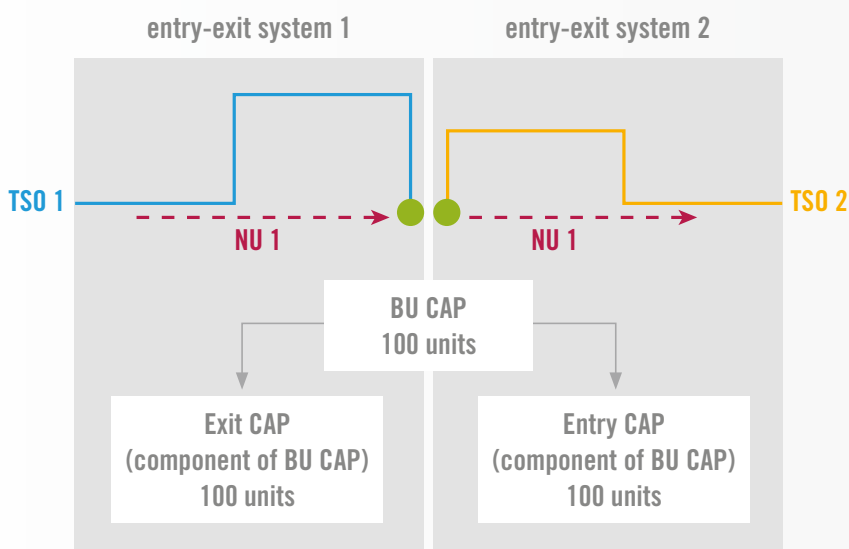 entry-exit system 1
entry-exit system 2
TSO 1
TSO 2
NU 1
NU 1
BU CAP
100 units
Exit CAP
(component of BU CAP)
100 units
Entry CAP
(component of BU CAP)
100 units